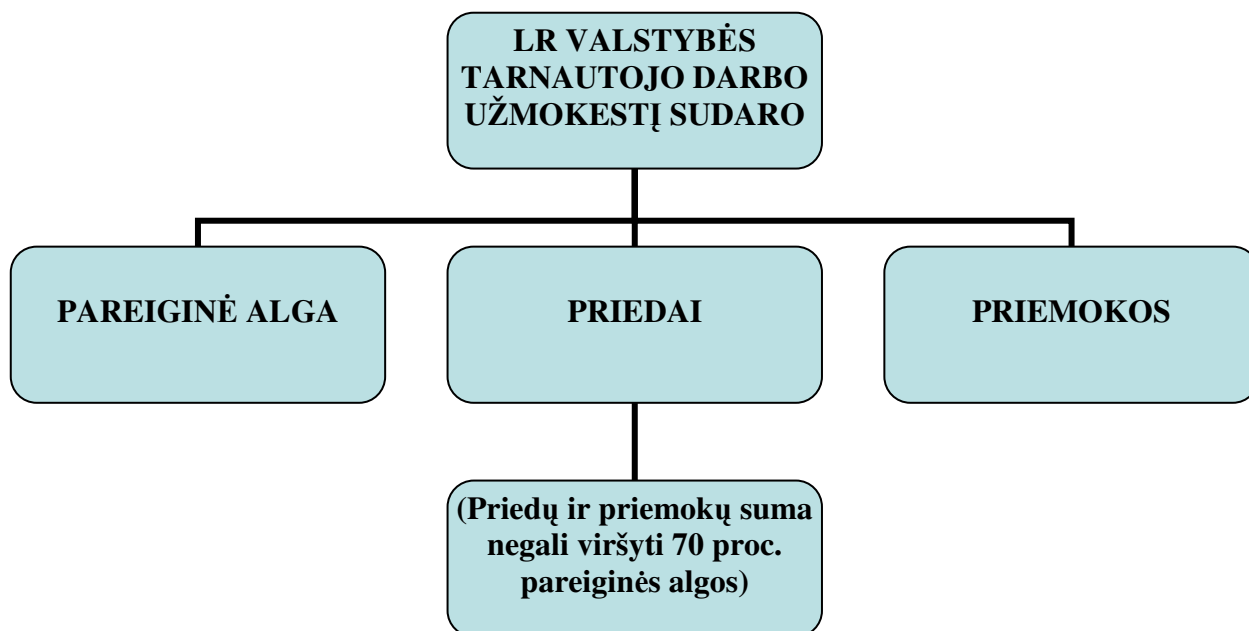 LR VALSTYBĖS
TARNAUTOJO DARBO
UŽMOKESTĮ SUDARO
PAREIGINĖ ALGA
PRIEDAI
PRIEMOKOS
(Priedų ir priemokų suma
negali viršyti 70 proc.
pareiginės algos)